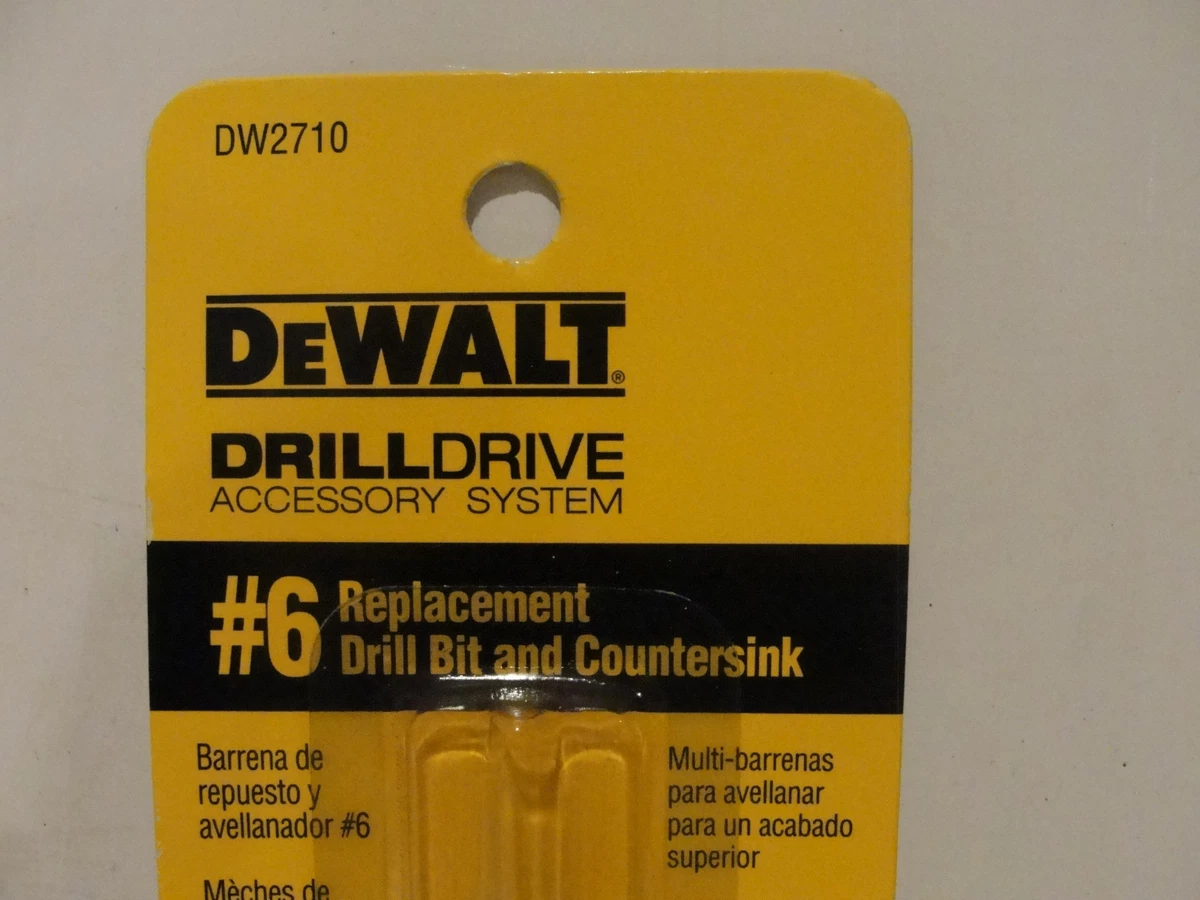 DW2710
DEWALT®
DRILLDRIVE
ACCESSORY SYSTEM
#6 Replacement
Drill Bit and Countersink
Barrena de
repuesto y
avellanador #6
Mèches de
Multi-barrenas
para avellanar
para un acabado
superior